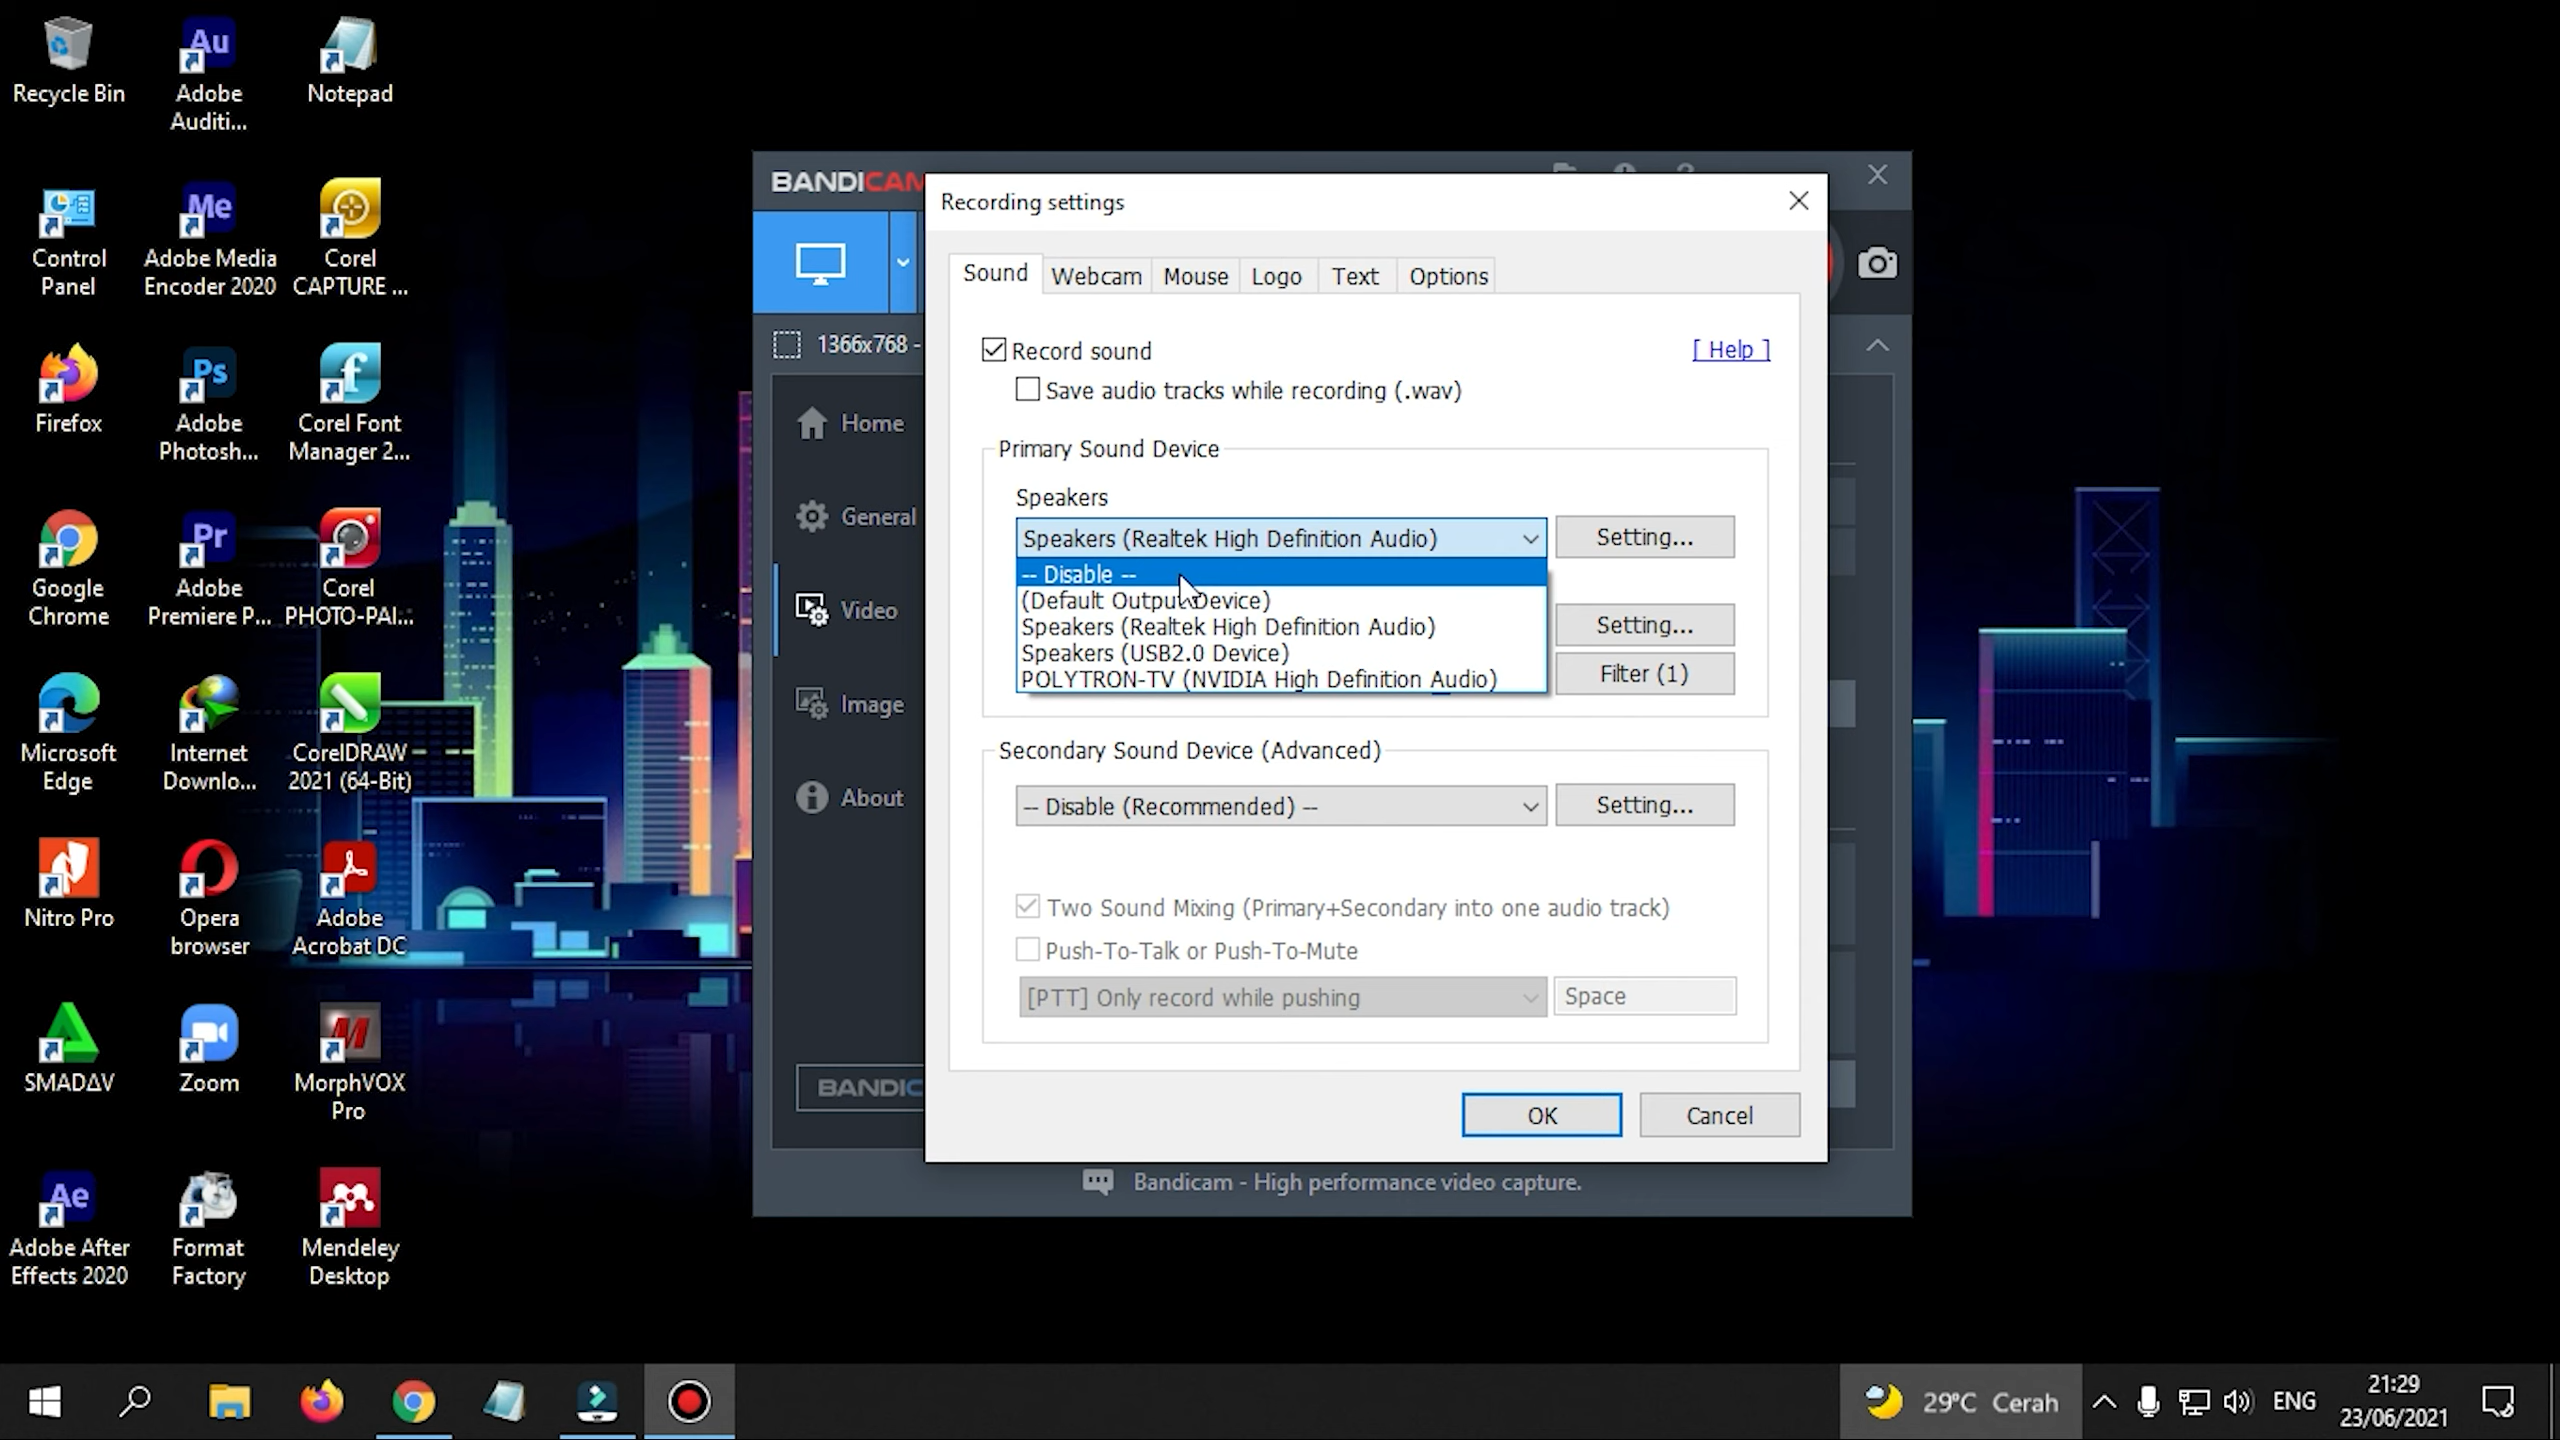 Recycle Bin
Adobe
Auditi...
Notepad
Control
Panel
Adobe Media
Encoder 2020
Corel
CAPTURE ...
Firefox
Adobe
Photosh...
Corel Font
Manager 2...
Google
Chrome
Adobe
Premiere P...
Corel
PHOTO-PAI...
Microsoft
Edge
Internet
Downlo...
CorelDRAW
2021 (64-Bit)
Nitro Pro
Opera
browser
Adobe
Acrobat DC
SMADΔV
Zoom
MorphVOX
Pro
Adobe After
Effects 2020
Format
Factory
Mendeley
Desktop
Au
Me
Ps
Pr
Ae
BANDICAM
1366x768 -
Home
General
Video
Image
About
BANDIC
Recording settings
Sound
Webcam
Mouse
Logo
Text
Options
Record sound
[ Help ]
Save audio tracks while recording (.wav)
Primary Sound Device
Speakers
Speakers (Realtek High Definition Audio)
Setting...
-- Disable --
(Default Output Device)
Speakers (Realtek High Definition Audio)
Setting...
Speakers (USB2.0 Device)
POLYTRON-TV (NVIDIA High Definition Audio)
Filter (1)
Secondary Sound Device (Advanced)
-- Disable (Recommended) --
Setting...
Two Sound Mixing (Primary+Secondary into one audio track)
Push-To-Talk or Push-To-Mute
[PTT] Only record while pushing
Space
OK
Cancel
Bandicam - High performance video capture.
29°C Cerah
ENG
21:29
23/06/2021